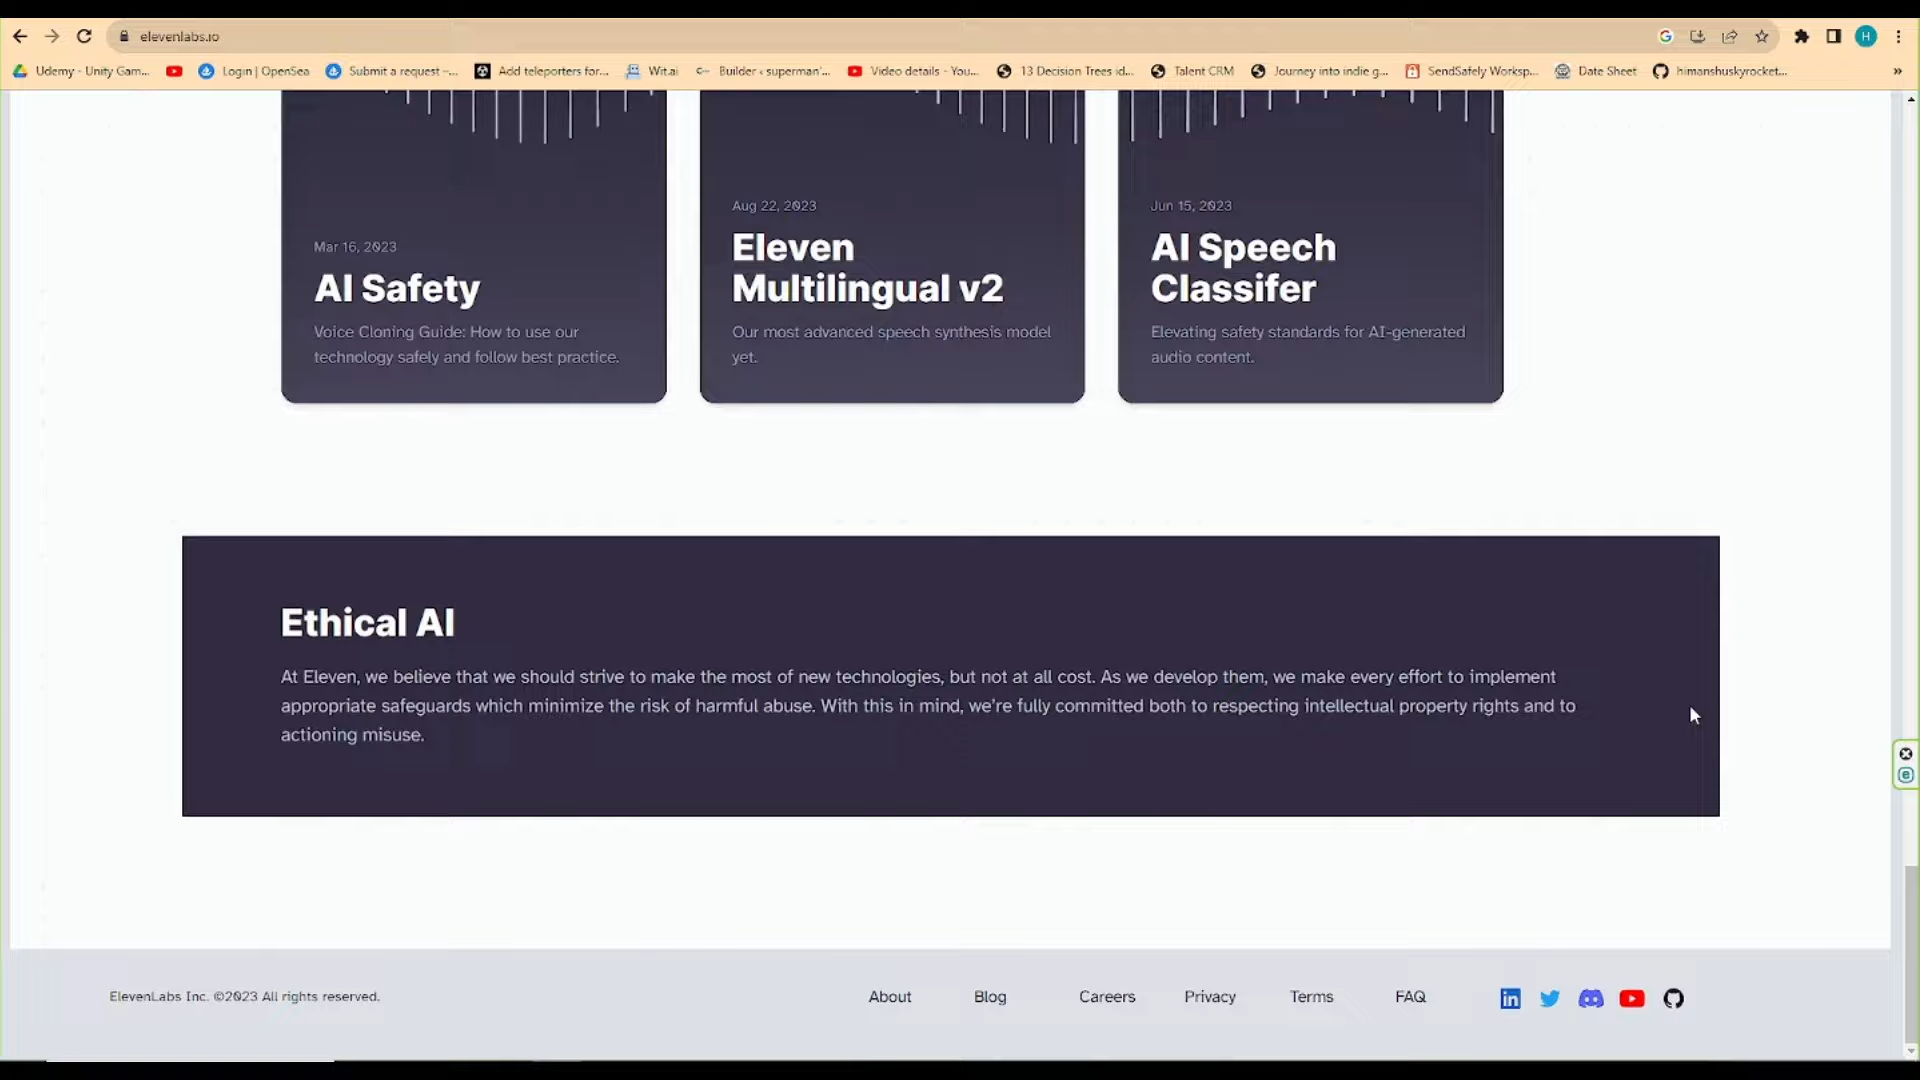 elevenlabs.io
H
Udemy - Unity Gam...
Login | OpenSea
Submit a request –...
Add teleporters for...
Wit.ai
Builder ‹ superman'...
Video details - You...
13 Decision Trees id...
Talent CRM
Journey into indie g...
SendSafely Worksp...
Date Sheet
himanshuskyrocket...
»
Mar 16, 2023
AI Safety
Voice Cloning Guide: How to use our
technology safely and follow best practice.
Aug 22, 2023
Eleven
Multilingual v2
Our most advanced speech synthesis model
yet.
Jun 15, 2023
AI Speech
Classifer
Elevating safety standards for AI-generated
audio content.
Ethical AI
At Eleven, we believe that we should strive to make the most of new technologies, but not at all cost. As we develop them, we make every effort to implement
appropriate safeguards which minimize the risk of harmful abuse. With this in mind, we're fully committed both to respecting intellectual property rights and to
actioning misuse.
ElevenLabs Inc. ©2023 All rights reserved.
About
Blog
Careers
Privacy
Terms
FAQ